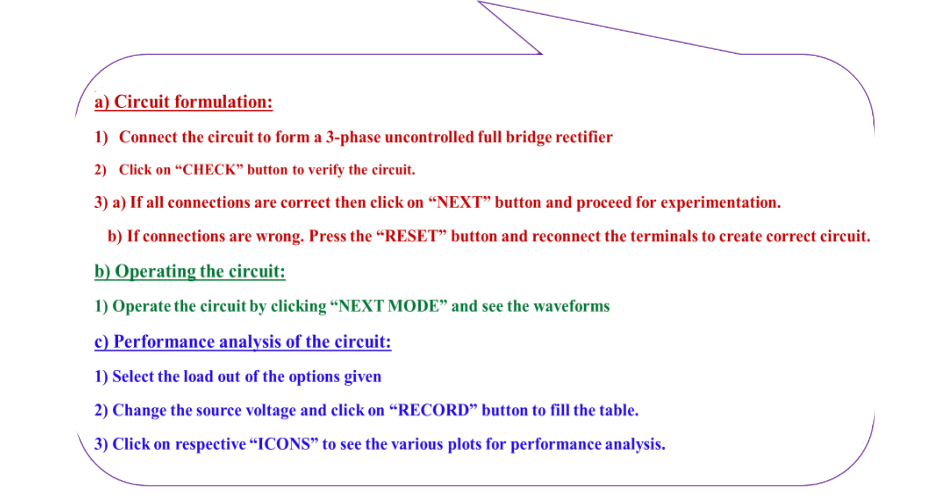 a) Circuit formulation:
1) Connect the circuit to form a 3-phase uncontrolled full bridge rectifier
2) Click on “CHECK” button to verify the circuit.
3) a) If all connections are correct then click on “NEXT” button and proceed for experimentation.
b) If connections are wrong. Press the “RESET” button and reconnect the terminals to create correct circuit.
b) Operating the circuit:
1) Operate the circuit by clicking “NEXT MODE” and see the waveforms
c) Performance analysis of the circuit:
1) Select the load out of the options given
2) Change the source voltage and click on “RECORD” button to fill the table.
3) Click on respective “ICONS” to see the various plots for performance analysis.